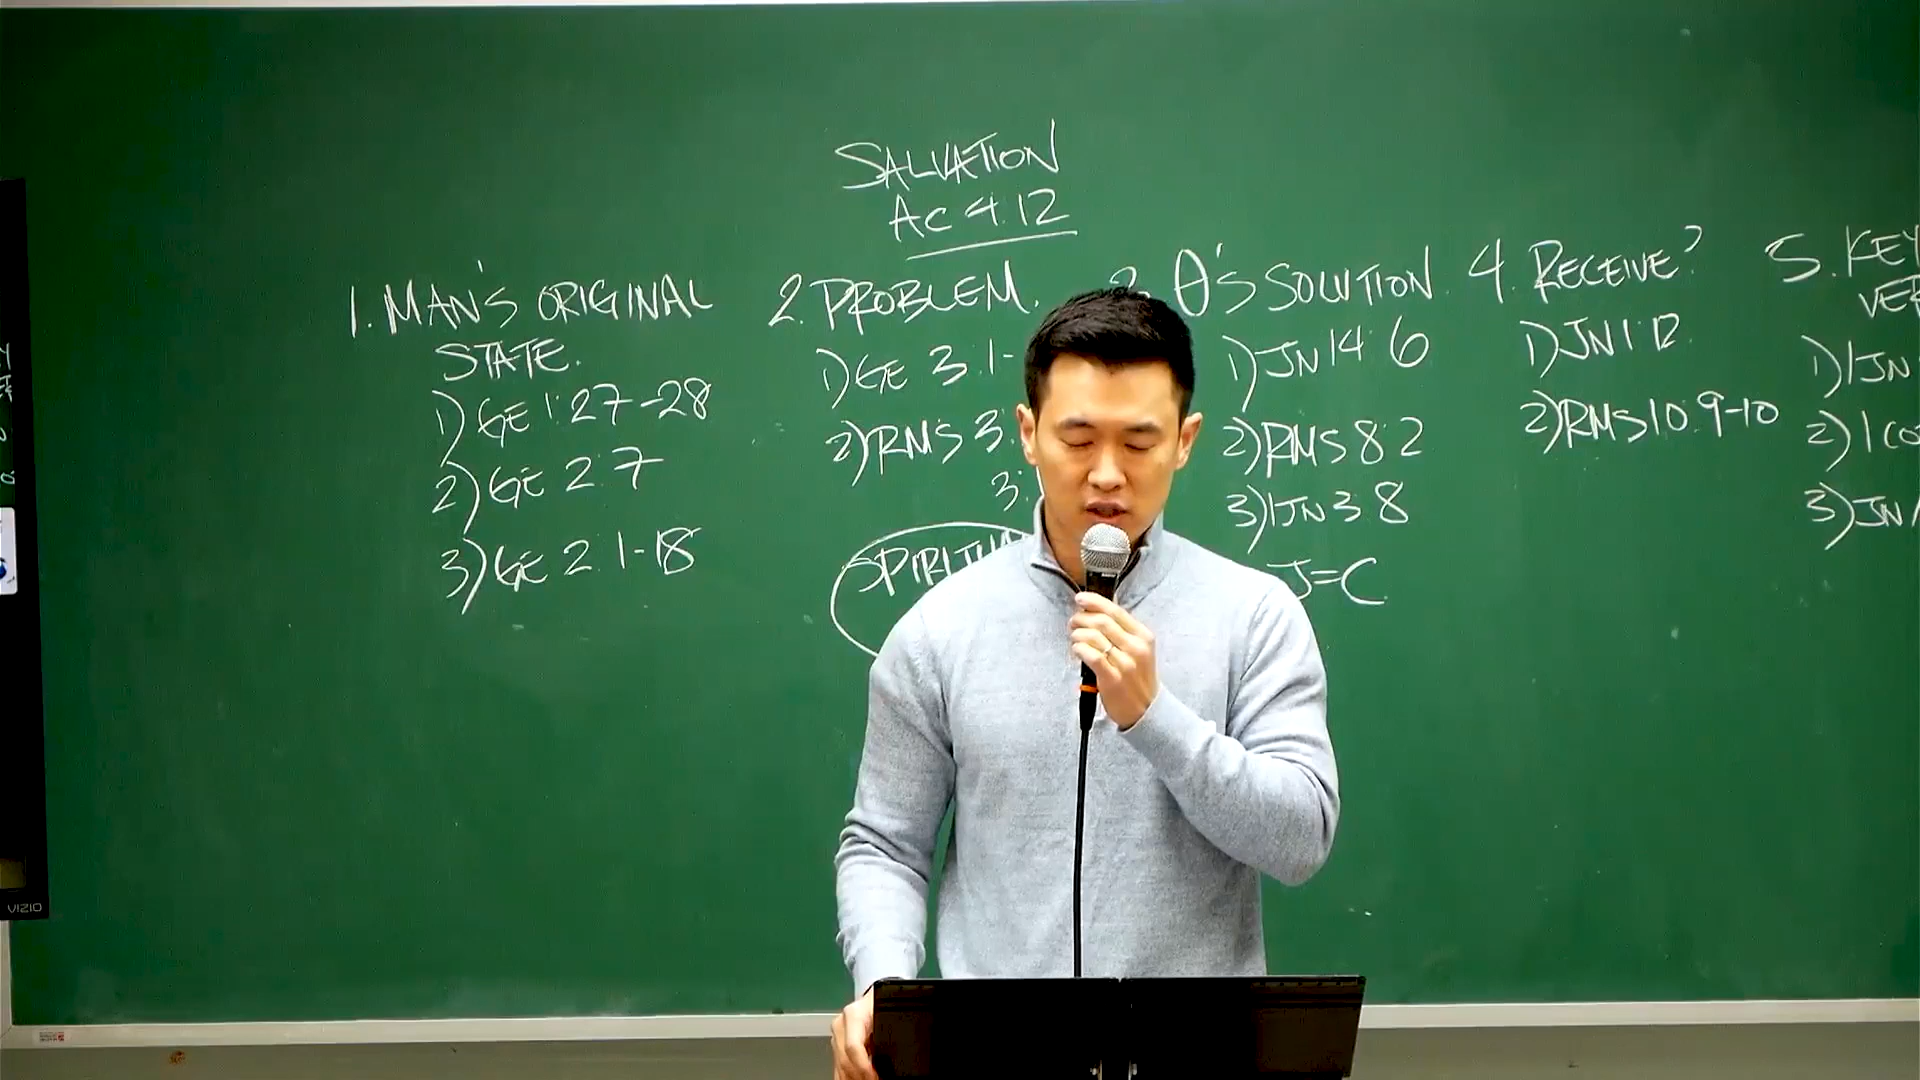 SALVATION
AC 4:12
1. MAN'S ORIGINAL
STATE.
1) GE 1:27-28
2) GE 2:7
3) GE 2:1-18
2. PROBLEM.
1) GE 3:1-
2) RMS 3:
3:
SPIRITUA
3. θ'S SOLUTION.
1) JN 14:6
2) RMS 8:2
3) 1JN 3:8
J=C
4. RECEIVE?
1) JN 1:12
2) RMS 10:9-10
5. KEY
VER
1) 1JN
2) 1 CO
3) JN
VIZIO